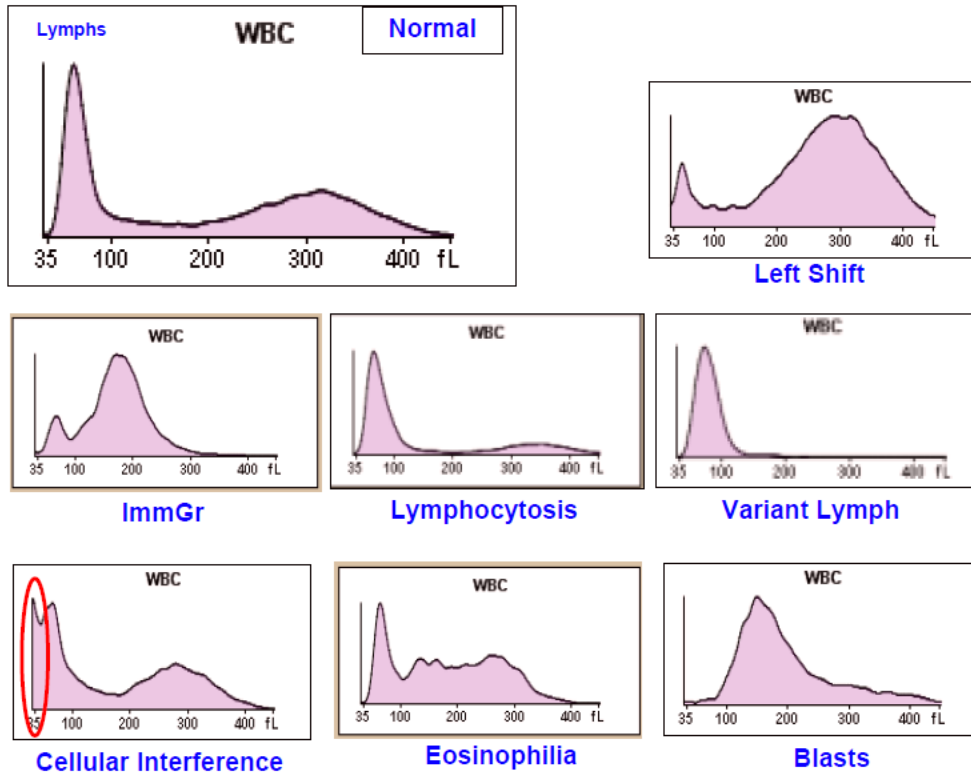 Lymphs
WBC
Normal
35 100 200 300 400 fL
WBC
35 100 200 300 400 fL
Left Shift
WBC
35 100 200 300 400 fL
ImmGr
WBC
35 100 200 300 400 fL
Lymphocytosis
WBC
35 100 200 300 400 fL
Variant Lymph
WBC
35 100 200 300 400 fL
Cellular Interference
WBC
35 100 200 300 400 fL
Eosinophilia
WBC
35 100 200 300 400 fL
Blasts